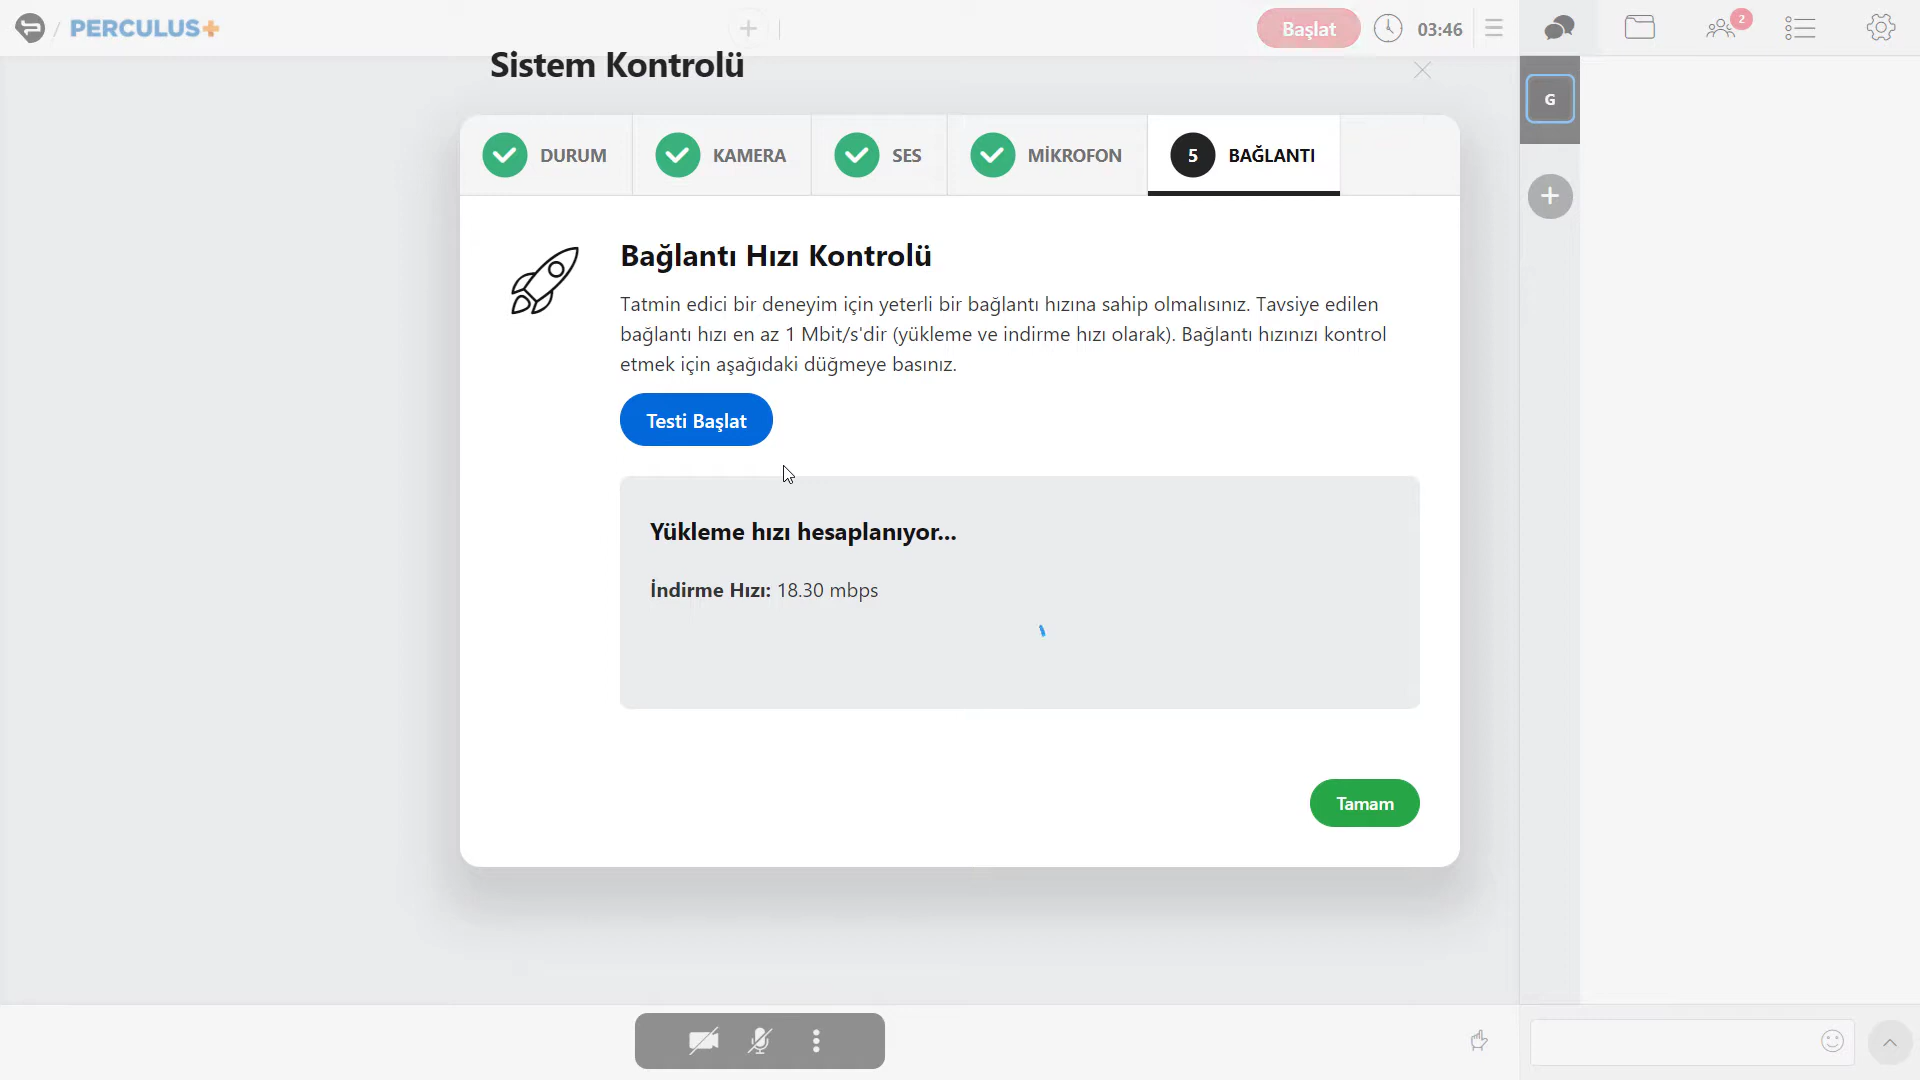 / PERCULUS+
Başlat
03:46
2
Sistem Kontrolü
G
DURUM
KAMERA
SES
MİKROFON
5 BAĞLANTI
Bağlantı Hızı Kontrolü
Tatmin edici bir deneyim için yeterli bir bağlantı hızına sahip olmalısınız. Tavsiye edilen
bağlantı hızı en az 1 Mbit/s'dir (yükleme ve indirme hızı olarak). Bağlantı hızınızı kontrol
etmek için aşağıdaki düğmeye basınız.
Testi Başlat
Yükleme hızı hesaplanıyor...
İndirme Hızı: 18.30 mbps
Tamam